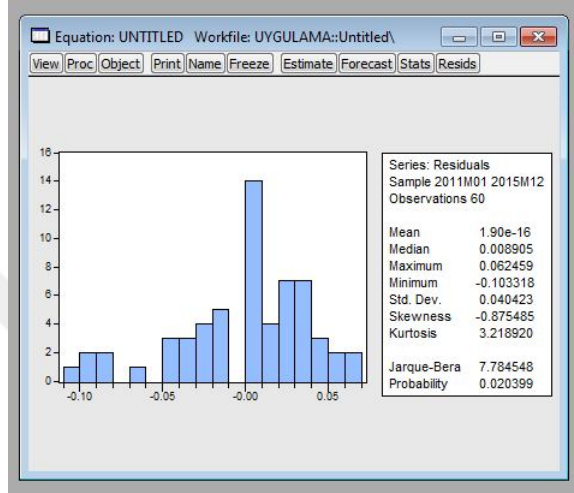 Equation: UNTITLED Workfile: UYGULAMA::Untitled\
View Proc Object Print Name Freeze Estimate Forecast Stats Resids
16
14
12
10
8
6
4
2
0
-0.10 -0.05 -0.00 0.05
Series: Residuals
Sample 2011M01 2015M12
Observations 60
Mean 1.90e-16
Median 0.008905
Maximum 0.062459
Minimum -0.103318
Std. Dev. 0.040423
Skewness -0.875485
Kurtosis 3.218920
Jarque-Bera 7.784548
Probability 0.020399